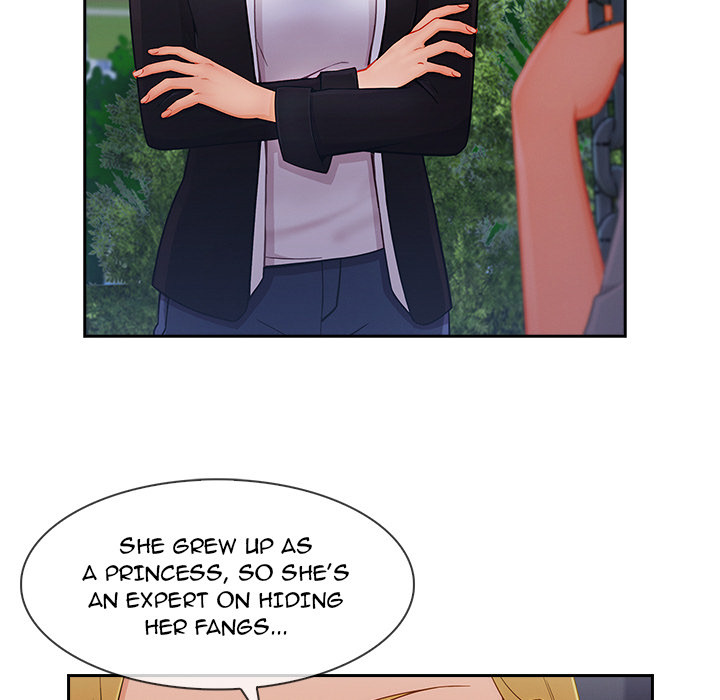 SHE GREW UP AS
A PRINCESS, SO SHE'S
AN EXPERT ON HIDING
HER FANGS...